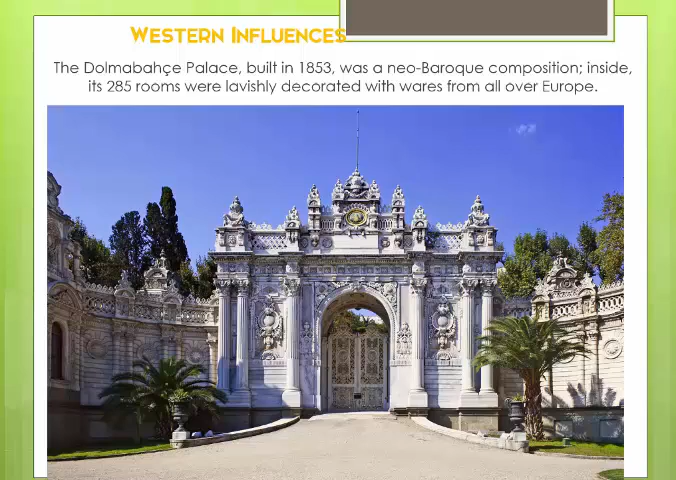 WESTERN INFLUENCES
The Dolmabahçe Palace, built in 1853, was a neo-Baroque composition; inside,
its 285 rooms were lavishly decorated with wares from all over Europe.